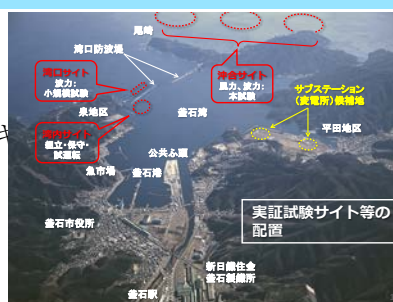 尾崎
湾口防波堤
湾口サイト
波力:
小規模試験
沖合サイト
風力、波力:
本試験
泉地区
釜石湾
サブステーション
(変電所)候補地
湾内サイト
組立・保守・
試運転
平田地区
公共ふ頭
魚市場
釜石港
実証試験サイト等の
配置
釜石市役所
新日鐵住金
釜石製鐵所
釜石駅